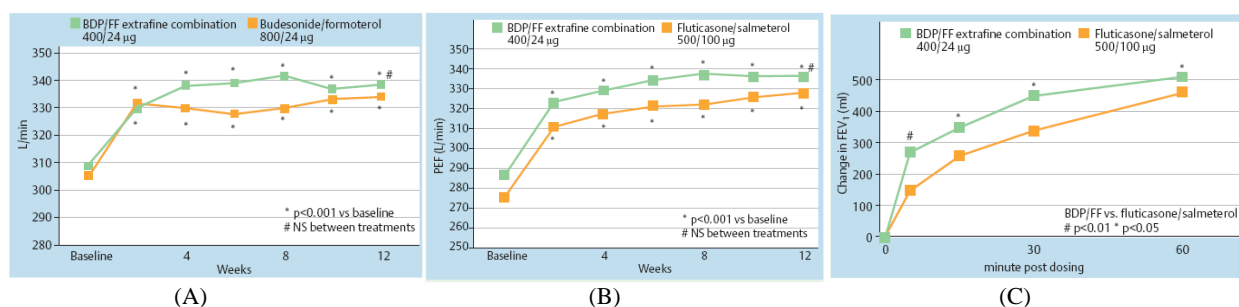 BDP/FF extrafine combination
400/24 µg
Budesonide/formoterol
800/24 µg
L/min
350
340
330
320
310
300
280
*
*
*
*
*
* #
*
*
*
*
*
*
* p<0.001 vs baseline
# NS between treatments
Baseline
4
8
12
Weeks
(A)
BDP/FF extrafine combination
400/24 µg
Fluticasone/salmeterol
500/100 µg
PEF (L/min)
350
340
330
320
310
300
290
280
270
260
250
*
*
*
*
*
* #
*
*
*
*
*
*
* p<0.001 vs baseline
# NS between treatments
Baseline
4
8
12
Weeks
(B)
BDP/FF extrafine combination
400/24 µg
Fluticasone/salmeterol
500/100 µg
Change in FEV1 (ml)
500
400
300
200
100
0
#
*
*
*
BDP/FF vs. fluticasone/salmeterol
# p<0.01 * p<0.05
0
30
60
minute post dosing
(C)